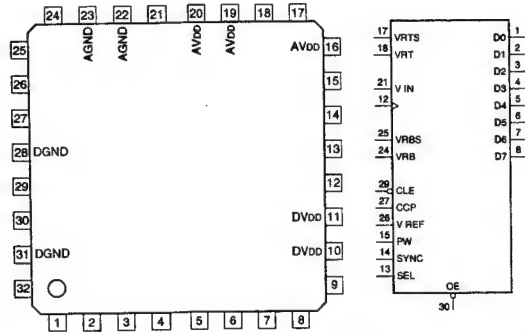 24 23 22 21 20 19 18 17
AGND AGND AVDD AVDD
25 AVDD 16
26 15
27 14
28 DGND 13
29 12
30 DVDD 11
31 DGND DVDD 10
32 9
1 2 3 4 5 6 7 8
17 VRTS D0 1
18 VRT D1 2
D2 3
21 V IN D3 4
12 D4 5
D5 6
25 VRBS D6 7
24 VRB D7 8
29 CLE
27 CCP
26 V REF
15 PW
14 SYNC
13 SEL
OE
30